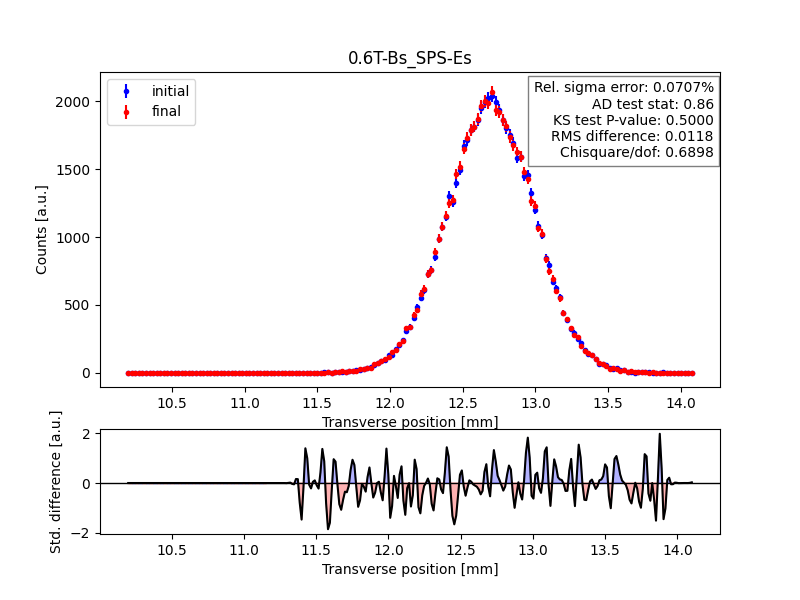 0.6T-Bs_SPS-Es
initial
final
Rel. sigma error: 0.0707%
AD test stat: 0.86
KS test P-value: 0.5000
RMS difference: 0.0118
Chisquare/dof: 0.6898
Counts [a.u.]
2000
1500
1000
500
0
10.5 11.0 11.5 12.0 12.5 13.0 13.5 14.0
Transverse position [mm]
Std. difference [a.u.]
2
0
−2
10.5 11.0 11.5 12.0 12.5 13.0 13.5 14.0
Transverse position [mm]